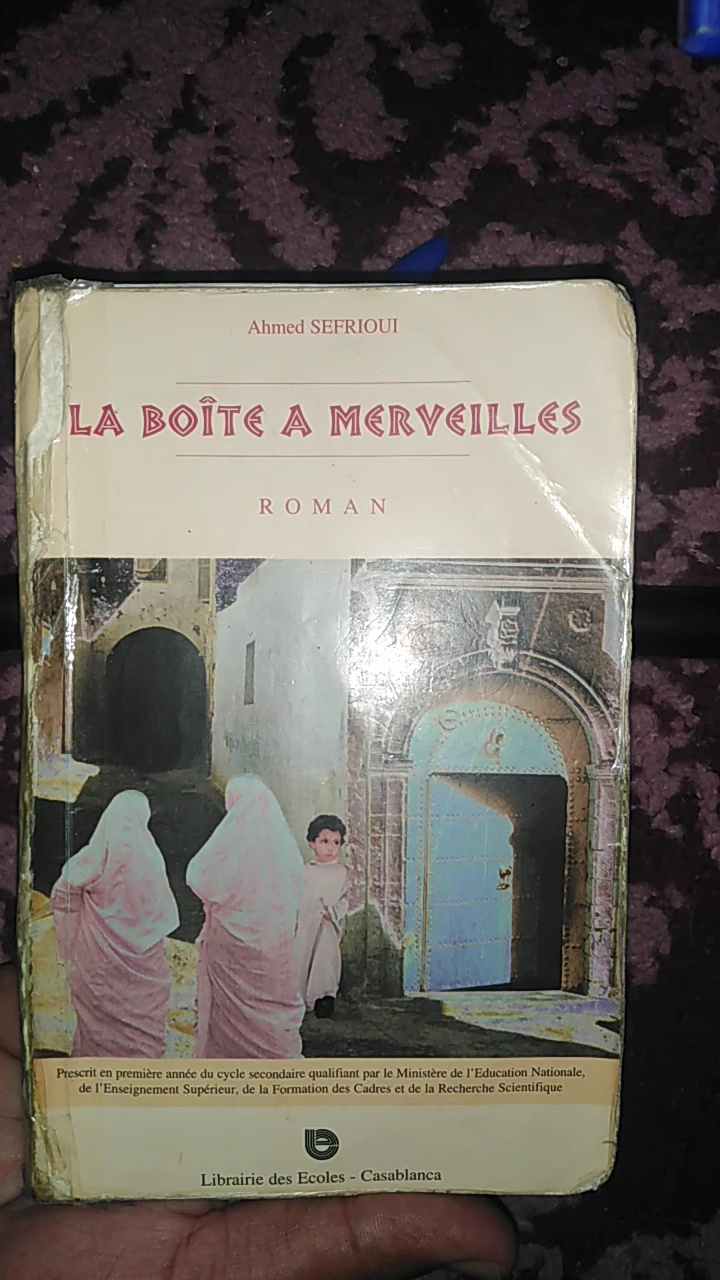 Ahmed SEFRIOUI
LA BOÎTE A MERVEILLES
ROMAN
Prescrit en première année du cycle secondaire qualifiant par le Ministère de l'Education Nationale,
de l'Enseignement Supérieur, de la Formation des Cadres et de la Recherche Scientifique
Librairie des Ecoles - Casablanca